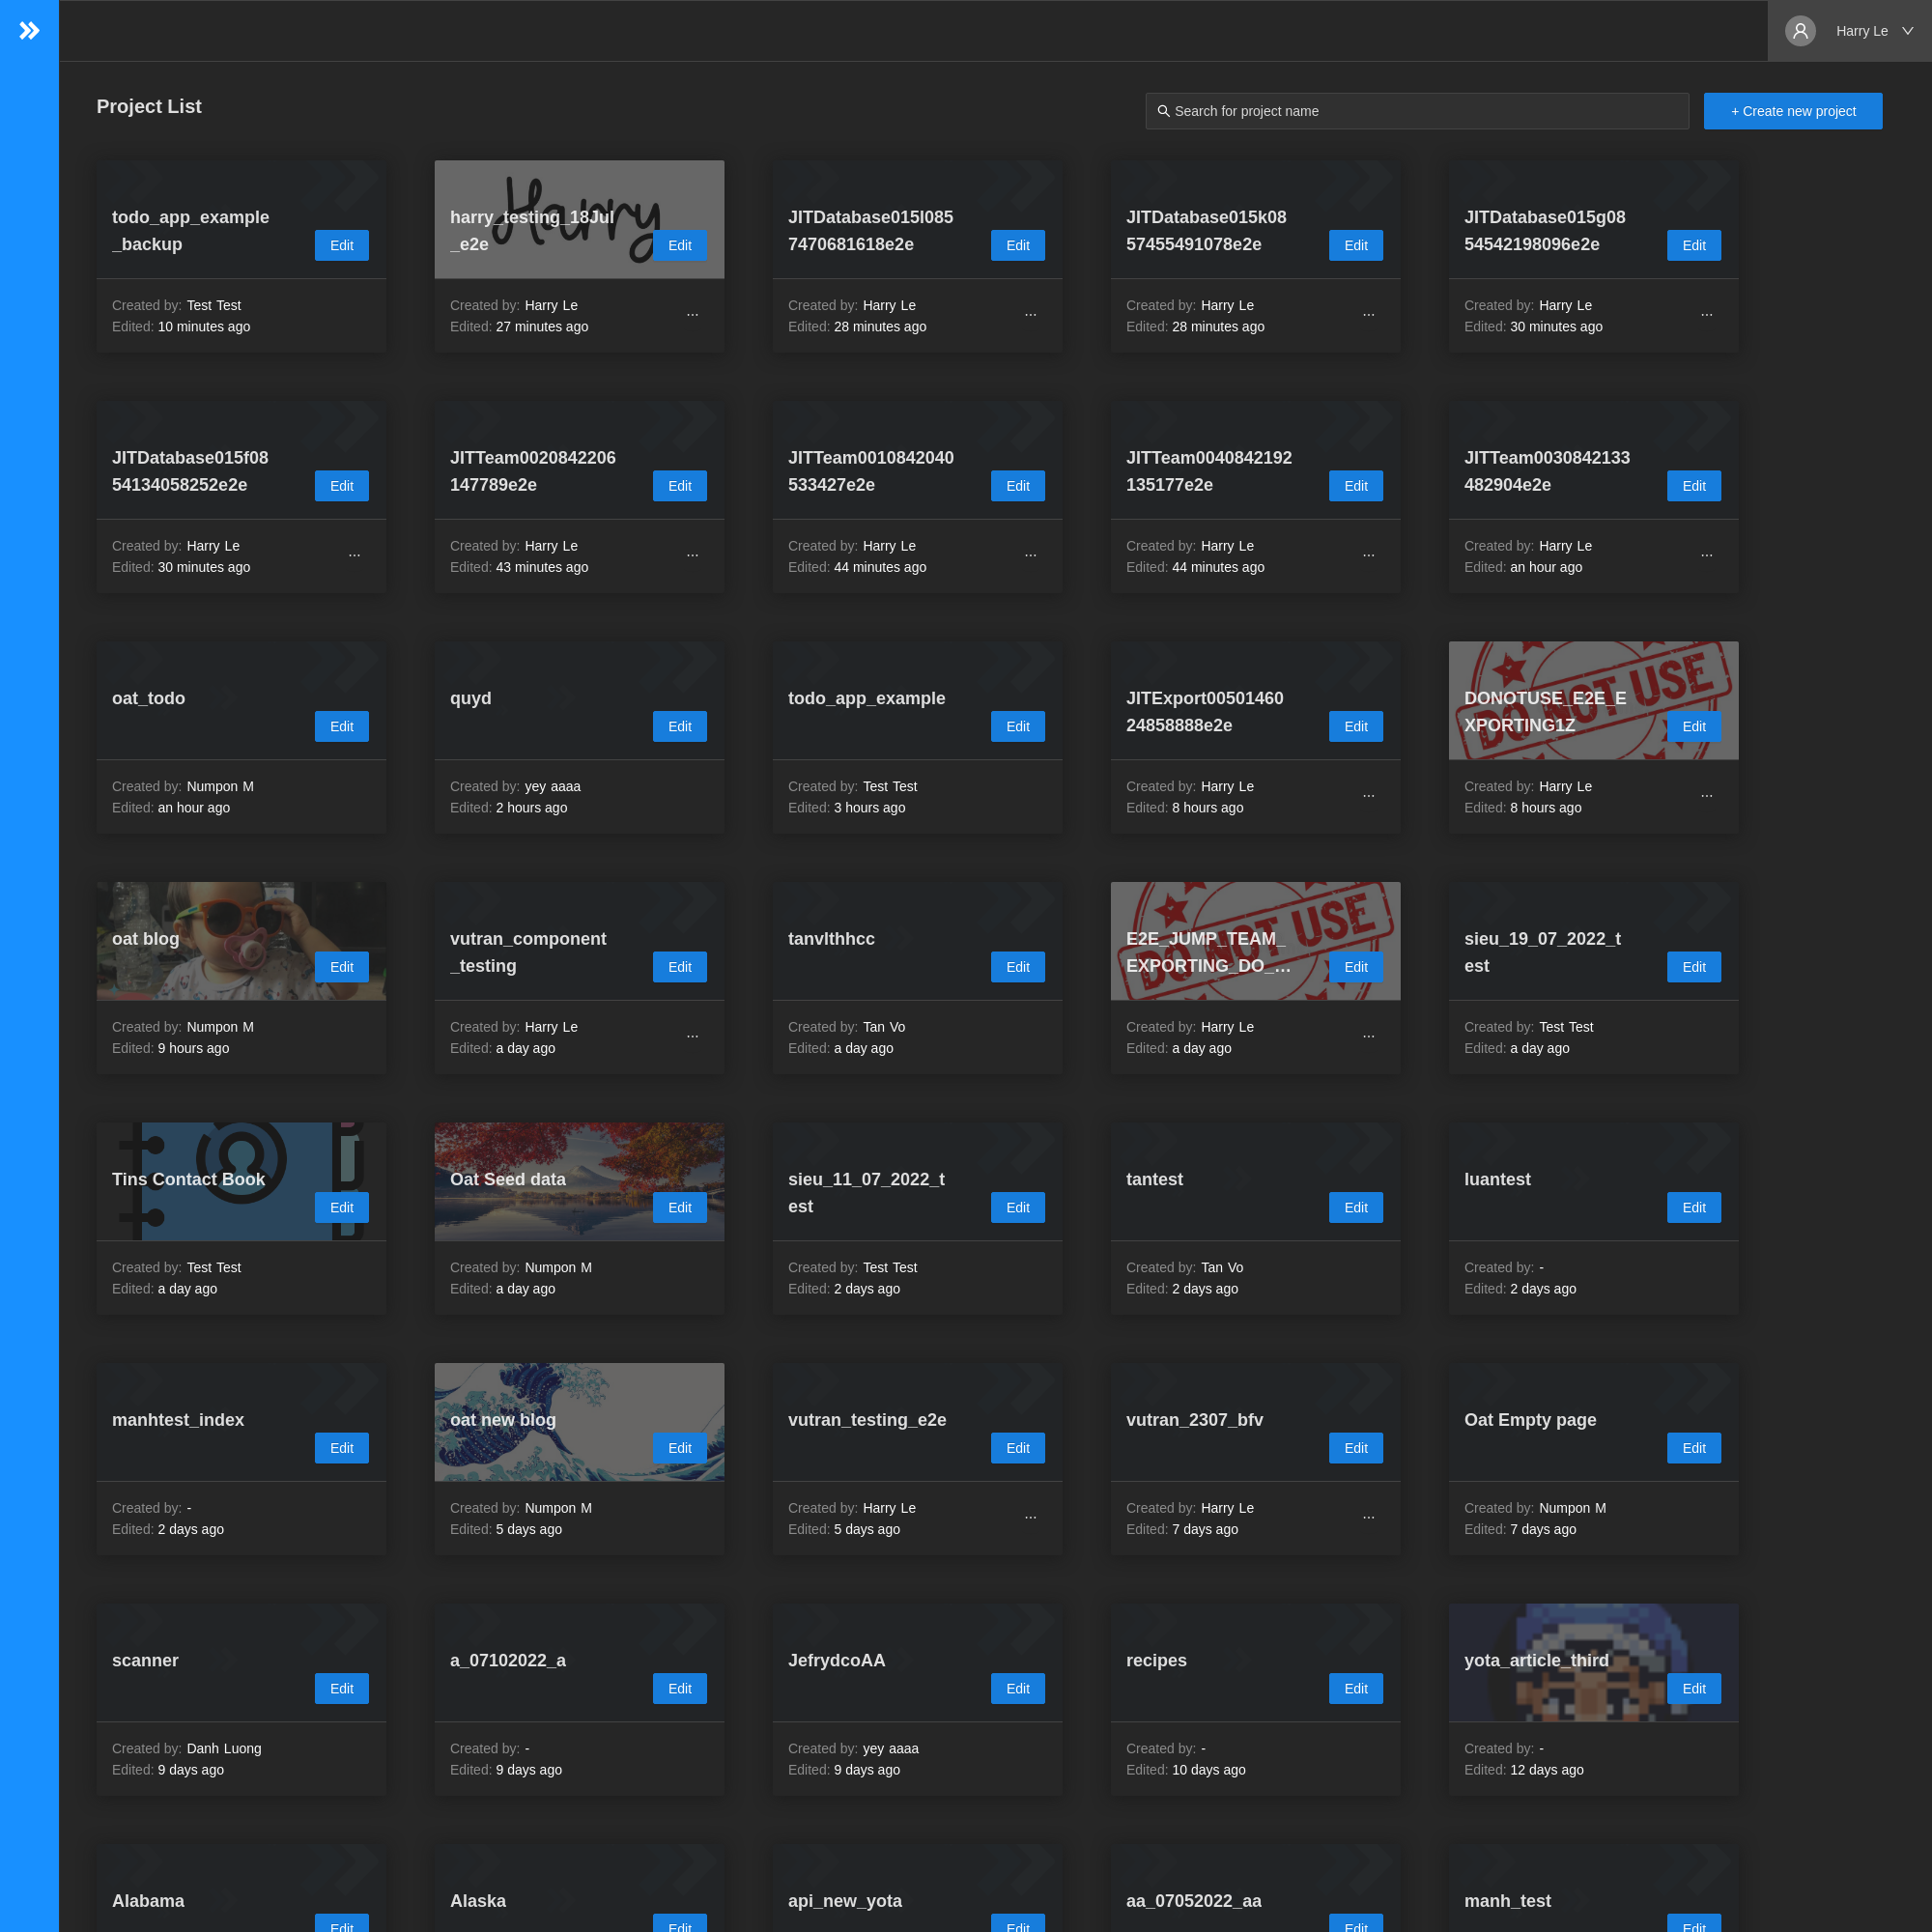 Harry Le
Project List
Search for project name
+ Create new project
todo_app_example
_backup
Edit
Created by: Test Test
Edited: 10 minutes ago
Harry
harry_testing_18Jul
_e2e
Edit
Created by: Harry Le
Edited: 27 minutes ago
...
JITDatabase015l085
7470681618e2e
Edit
Created by: Harry Le
Edited: 28 minutes ago
...
JITDatabase015k08
57455491078e2e
Edit
Created by: Harry Le
Edited: 28 minutes ago
...
JITDatabase015g08
54542198096e2e
Edit
Created by: Harry Le
Edited: 30 minutes ago
...
JITDatabase015f08
54134058252e2e
Edit
Created by: Harry Le
Edited: 30 minutes ago
...
JITTeam0020842206
147789e2e
Edit
Created by: Harry Le
Edited: 43 minutes ago
...
JITTeam0010842040
533427e2e
Edit
Created by: Harry Le
Edited: 44 minutes ago
...
JITTeam0040842192
135177e2e
Edit
Created by: Harry Le
Edited: 44 minutes ago
...
JITTeam0030842133
482904e2e
Edit
Created by: Harry Le
Edited: an hour ago
...
oat_todo
Edit
Created by: Numpon M
Edited: an hour ago
quyd
Edit
Created by: yey aaaa
Edited: 2 hours ago
todo_app_example
Edit
Created by: Test Test
Edited: 3 hours ago
JITExport00501460
24858888e2e
Edit
Created by: Harry Le
Edited: 8 hours ago
...
DO NOT USE
DONOTUSE_E2E_E
XPORTING1Z
Edit
Created by: Harry Le
Edited: 8 hours ago
...
oat blog
Edit
Created by: Numpon M
Edited: 9 hours ago
vutran_component
_testing
Edit
Created by: Harry Le
Edited: a day ago
...
tanvlthhcc
Edit
Created by: Tan Vo
Edited: a day ago
DO NOT USE
E2E_JUMP_TEAM_
EXPORTING_DO_...
Edit
Created by: Harry Le
Edited: a day ago
...
sieu_19_07_2022_t
est
Edit
Created by: Test Test
Edited: a day ago
Tins Contact Book
Edit
Created by: Test Test
Edited: a day ago
Oat Seed data
Edit
Created by: Numpon M
Edited: a day ago
sieu_11_07_2022_t
est
Edit
Created by: Test Test
Edited: 2 days ago
tantest
Edit
Created by: Tan Vo
Edited: 2 days ago
luantest
Edit
Created by: -
Edited: 2 days ago
manhtest_index
Edit
Created by: -
Edited: 2 days ago
oat new blog
Edit
Created by: Numpon M
Edited: 5 days ago
vutran_testing_e2e
Edit
Created by: Harry Le
Edited: 5 days ago
...
vutran_2307_bfv
Edit
Created by: Harry Le
Edited: 7 days ago
...
Oat Empty page
Edit
Created by: Numpon M
Edited: 7 days ago
scanner
Edit
Created by: Danh Luong
Edited: 9 days ago
a_07102022_a
Edit
Created by: -
Edited: 9 days ago
JefrydcoAA
Edit
Created by: yey aaaa
Edited: 9 days ago
recipes
Edit
Created by: -
Edited: 10 days ago
yota_article_third
Edit
Created by: -
Edited: 12 days ago
Alabama
Edit
Alaska
Edit
api_new_yota
Edit
aa_07052022_aa
Edit
manh_test
Edit